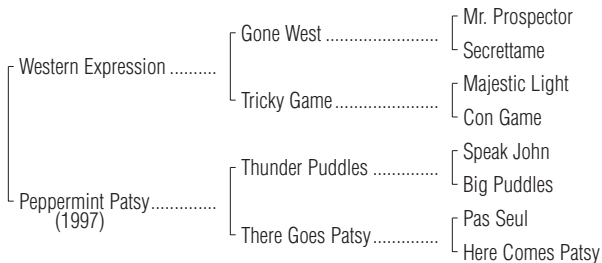 Mr. Prospector
Gone West ......................
Secrettame
Western Expression ..........
Majestic Light
Tricky Game ....................
Con Game
Speak John
Thunder Puddles .............
Big Puddles
Peppermint Patsy..............
(1997)
Pas Seul
There Goes Patsy.............
Here Comes Patsy